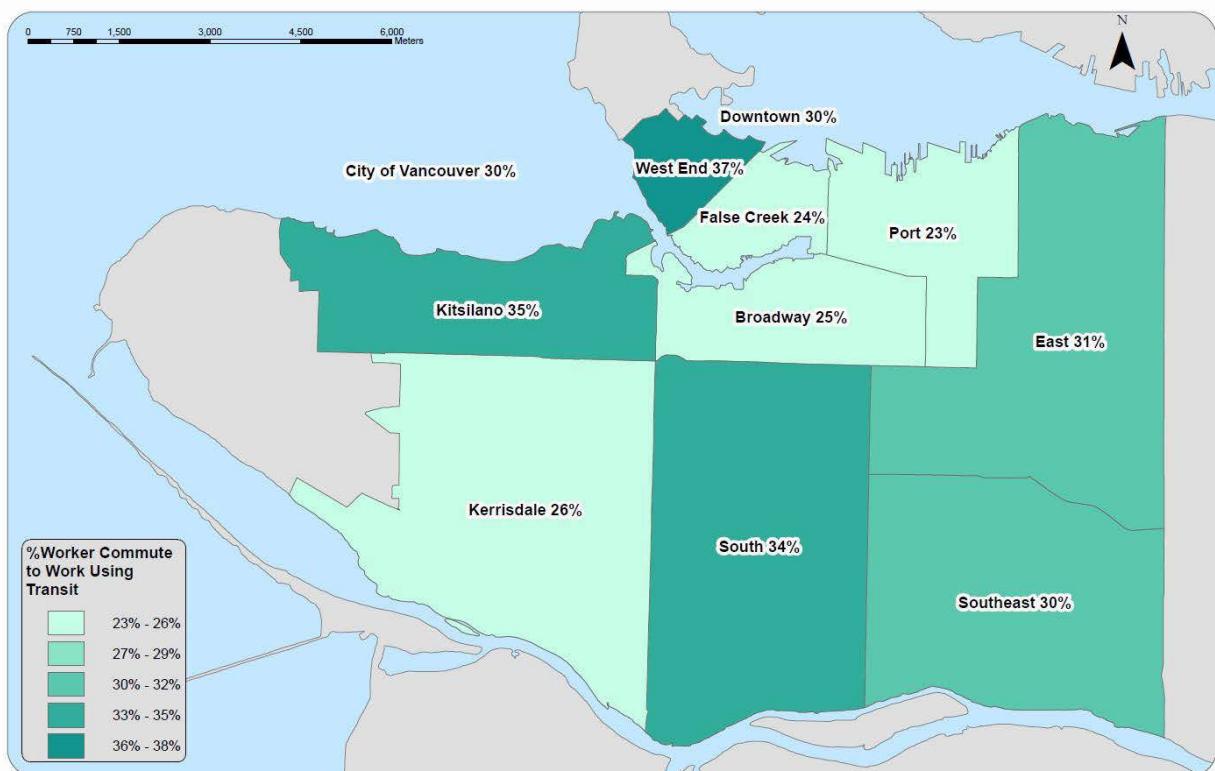 0 750 1,500 3,000 4,500 6,000
Meters
N
Downtown 30%
City of Vancouver 30%
West End 37%
False Creek 24%
Port 23%
Kitsilano 35%
Broadway 25%
East 31%
Kerrisdale 26%
South 34%
Southeast 30%
%Worker Commute
to Work Using
Transit
23% - 26%
27% - 29%
30% - 32%
33% - 35%
36% - 38%